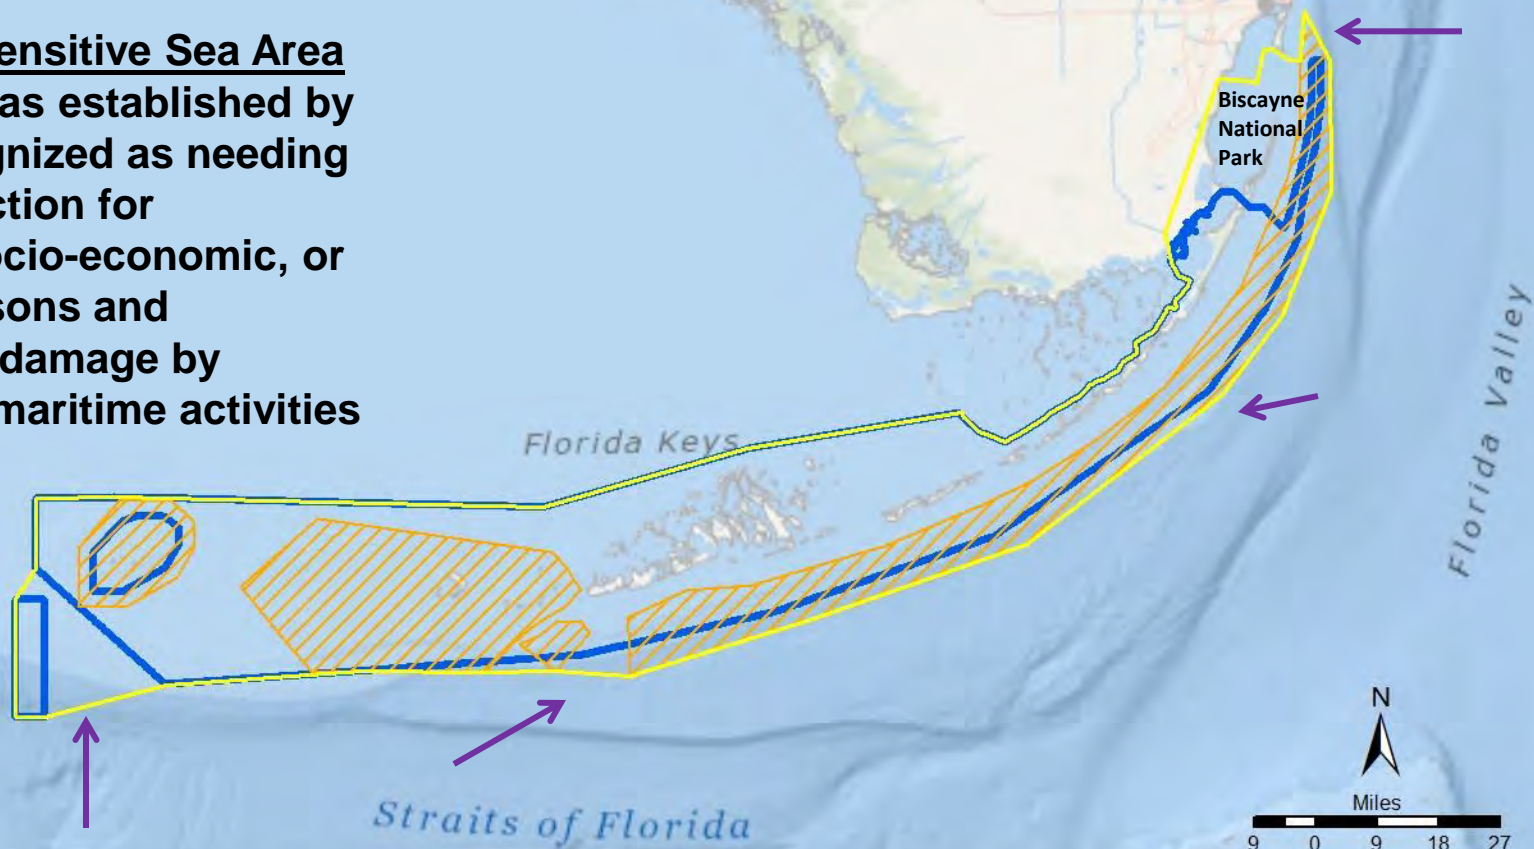 ensitive Sea Area
as established by
gnized as needing
ction for
ocio-economic, or
sons and
damage by
maritime activities
Biscayne
National
Park
Florida Keys
Florida Valley
Straits of Florida
N
Miles
9 0 9 18 27